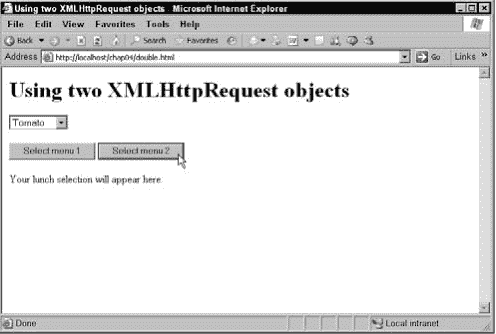 Using two XMLHttpRequest objects - Microsoft Internet Explorer
File Edit View Favorites Tools Help
Back Search Favorites
Address http://localhost/chap04/double.html Go Links »
Using two XMLHttpRequest objects
Tomato
Select menu 1 Select menu 2
Your lunch selection will appear here
Done Local intranet